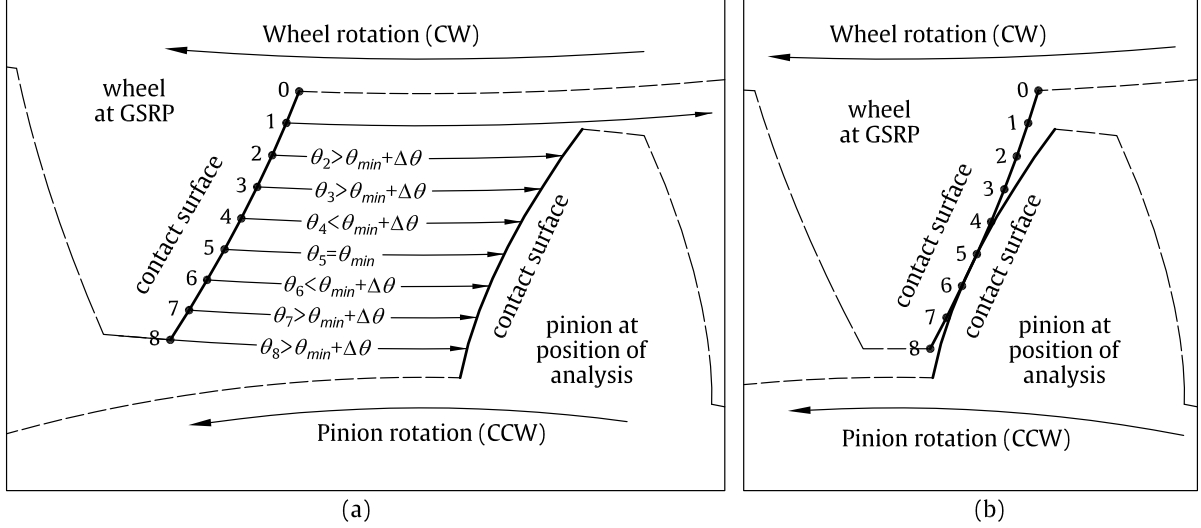 Wheel rotation (CW)
wheel
at GSRP
0
1
2
3
4
5
6
7
8
contact surface
θ₂>θₘᵢₙ+Δθ
θ₃>θₘᵢₙ+Δθ
θ₄<θₘᵢₙ+Δθ
θ₅=θₘᵢₙ
θ₆<θₘᵢₙ+Δθ
θ₇>θₘᵢₙ+Δθ
θ₈>θₘᵢₙ+Δθ
contact surface
pinion at
position of
analysis
Pinion rotation (CCW)
(a)
Wheel rotation (CW)
wheel
at GSRP
0
1
2
3
4
5
6
7
8
contact surface
contact surface
pinion at
position of
analysis
Pinion rotation (CCW)
(b)